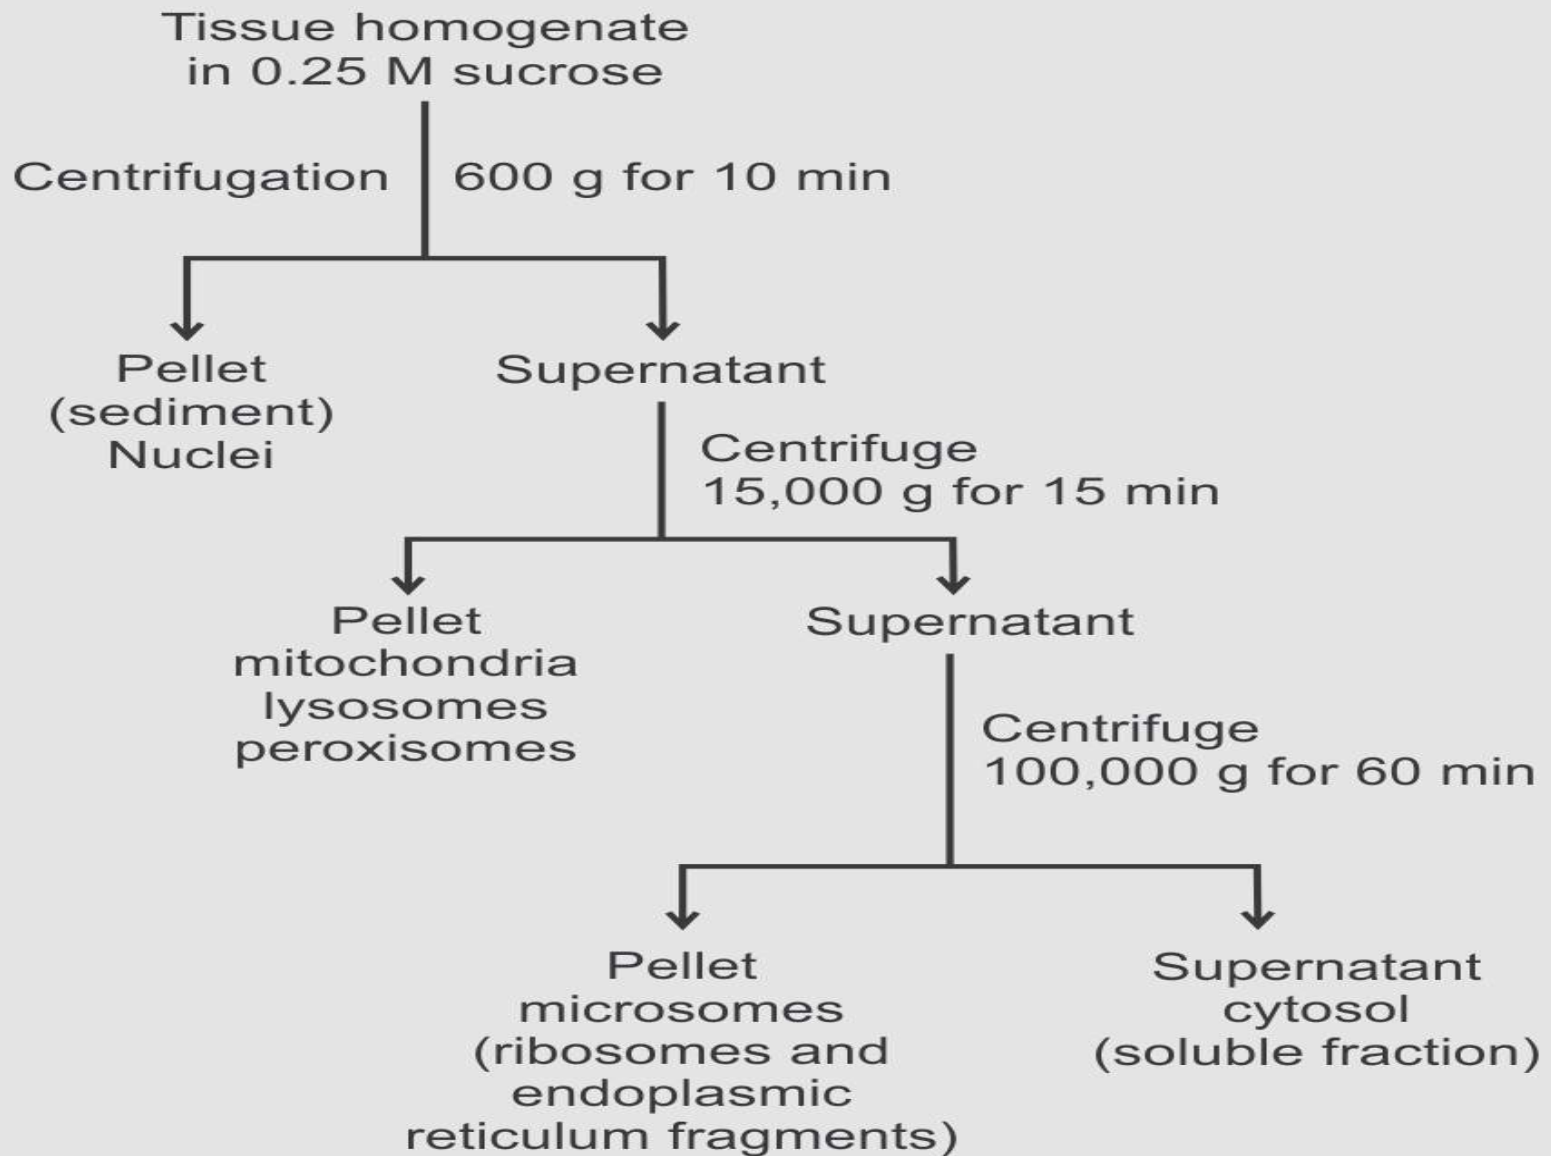 Tissue homogenate
in 0.25 M sucrose
Centrifugation
600 g for 10 min
Pellet
(sediment)
Nuclei
Supernatant
Centrifuge
15,000 g for 15 min
Pellet
mitochondria
lysosomes
peroxisomes
Supernatant
Centrifuge
100,000 g for 60 min
Pellet
microsomes
(ribosomes and
endoplasmic
reticulum fragments)
Supernatant
cytosol
(soluble fraction)